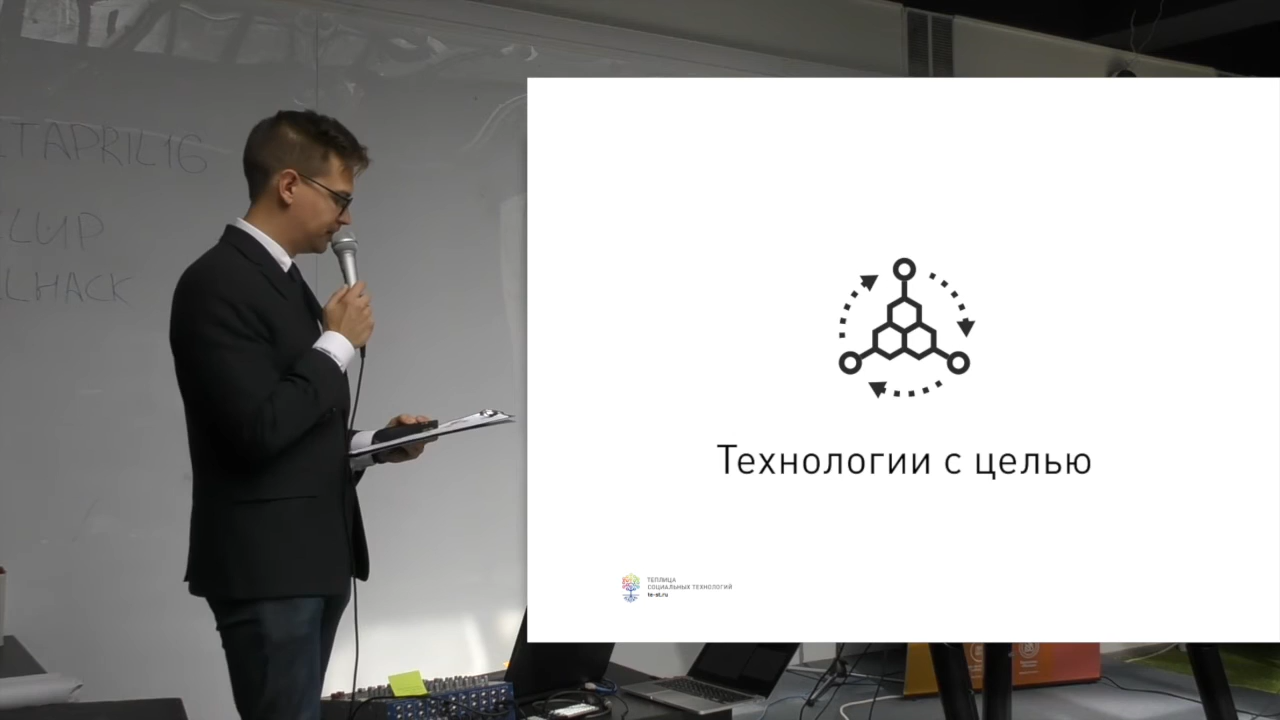 TAPRIL16
LUP
LHACK
Технологии с целью
ТЕПЛИЦА
СОЦИАЛЬНЫХ ТЕХНОЛОГИЙ
te-st.ru